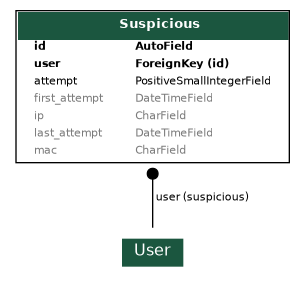 Suspicious
id AutoField
user ForeignKey (id)
attempt PositiveSmallIntegerField
first_attempt DateTimeField
ip CharField
last_attempt DateTimeField
mac CharField
user (suspicious)
User